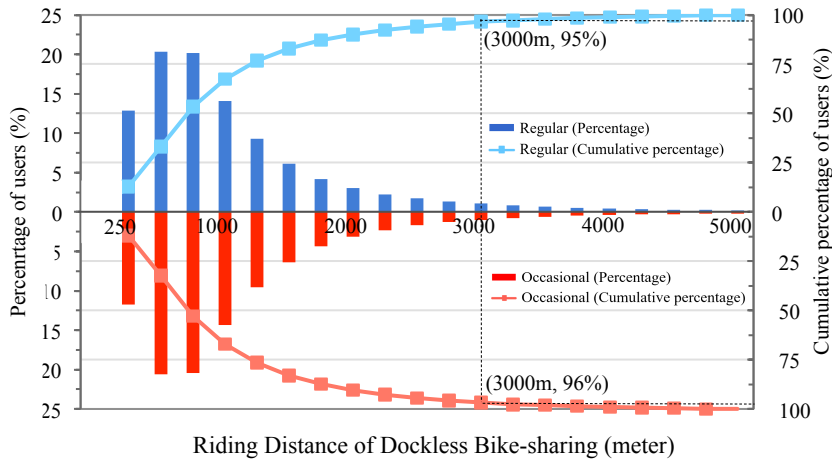 25
20
15
10
5
0
5
10
15
20
25
Percenrtage of users (%)
100
75
50
25
0
25
50
75
100
Cumulative percentage of users (%)
(3000m, 95%)
Regular (Percentage)
Regular (Cumulative percentage)
250 1000 2000 3000 4000 5000
Occasional (Percentage)
Occasional (Cumulative percentage)
(3000m, 96%)
Riding Distance of Dockless Bike-sharing (meter)